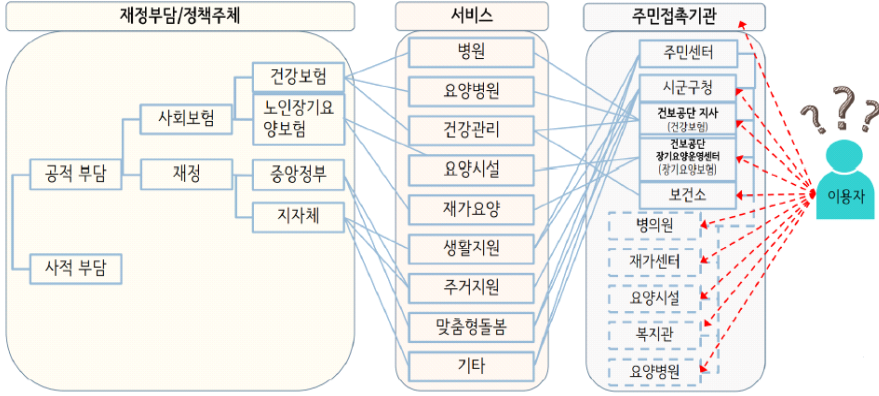 재정부담/정책주체
서비스
주민접촉기관
공적 부담
사적 부담
사회보험
재정
건강보험
노인장기요
양보험
중앙정부
지자체
병원
요양병원
건강관리
요양시설
재가요양
생활지원
주거지원
맞춤형돌봄
기타
주민센터
시군구청
건보공단 지사
(건강보험)
건보공단
장기요양운영센터
(장기요양보험)
보건소
병의원
재가센터
요양시설
복지관
요양병원
???
이용자